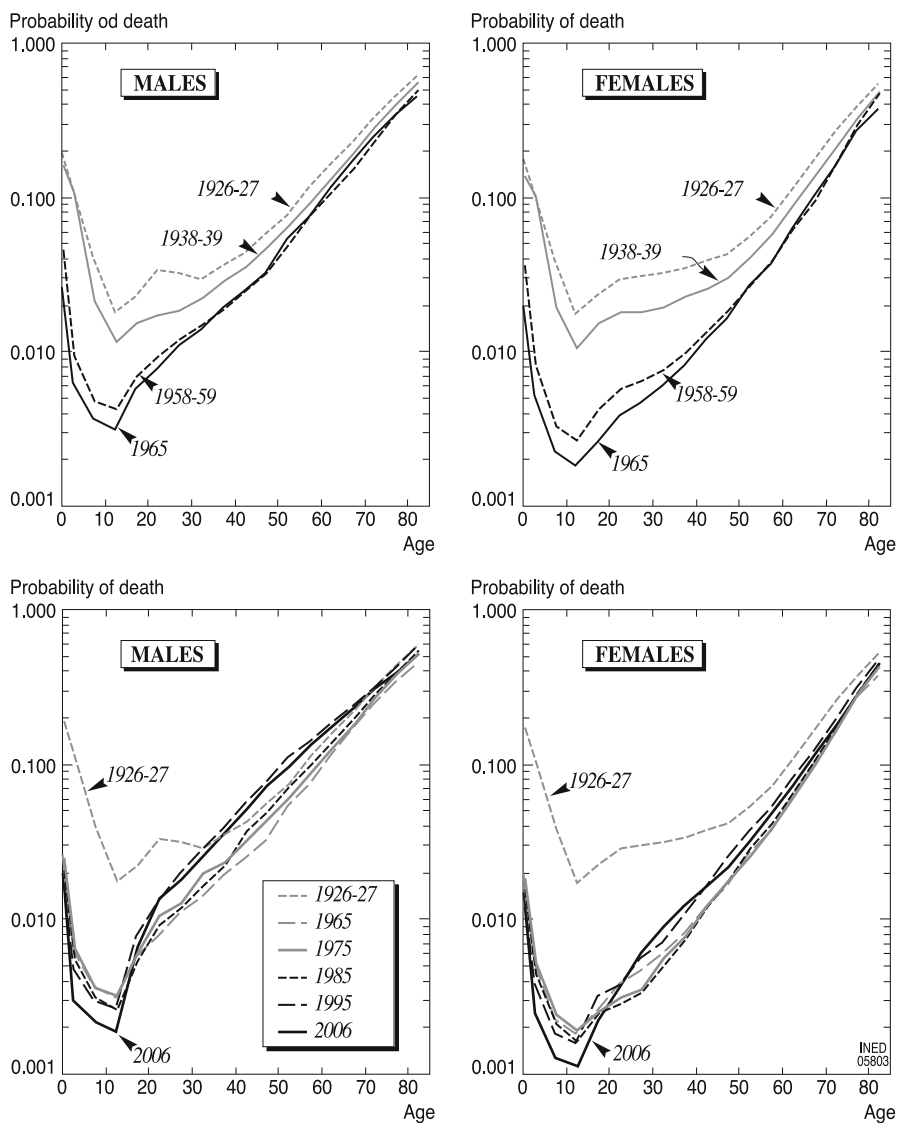 Probability od death
1.000
0.100
0.010
0.001
MALES
1926-27
1938-39
1958-59
1965
0 10 20 30 40 50 60 70 80
Age
Probability of death
1.000
0.100
0.010
0.001
FEMALES
1926-27
1938-39
1958-59
1965
0 10 20 30 40 50 60 70 80
Age
Probability of death
1.000
0.100
0.010
0.001
MALES
1926-27
1926-27
1965
1975
1985
1995
2006
2006
0 10 20 30 40 50 60 70 80
Age
Probability of death
1.000
0.100
0.010
0.001
FEMALES
1926-27
2006
INED
05803
0 10 20 30 40 50 60 70 80
Age